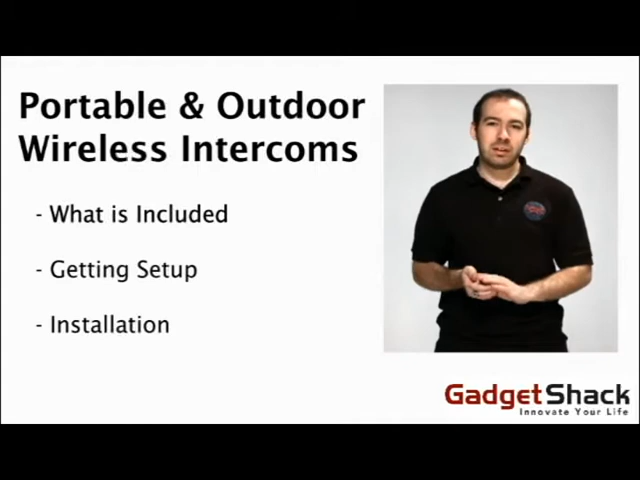 Portable & Outdoor
Wireless Intercoms
- What is Included
- Getting Setup
- Installation
GadgetShack
Innovate Your Life